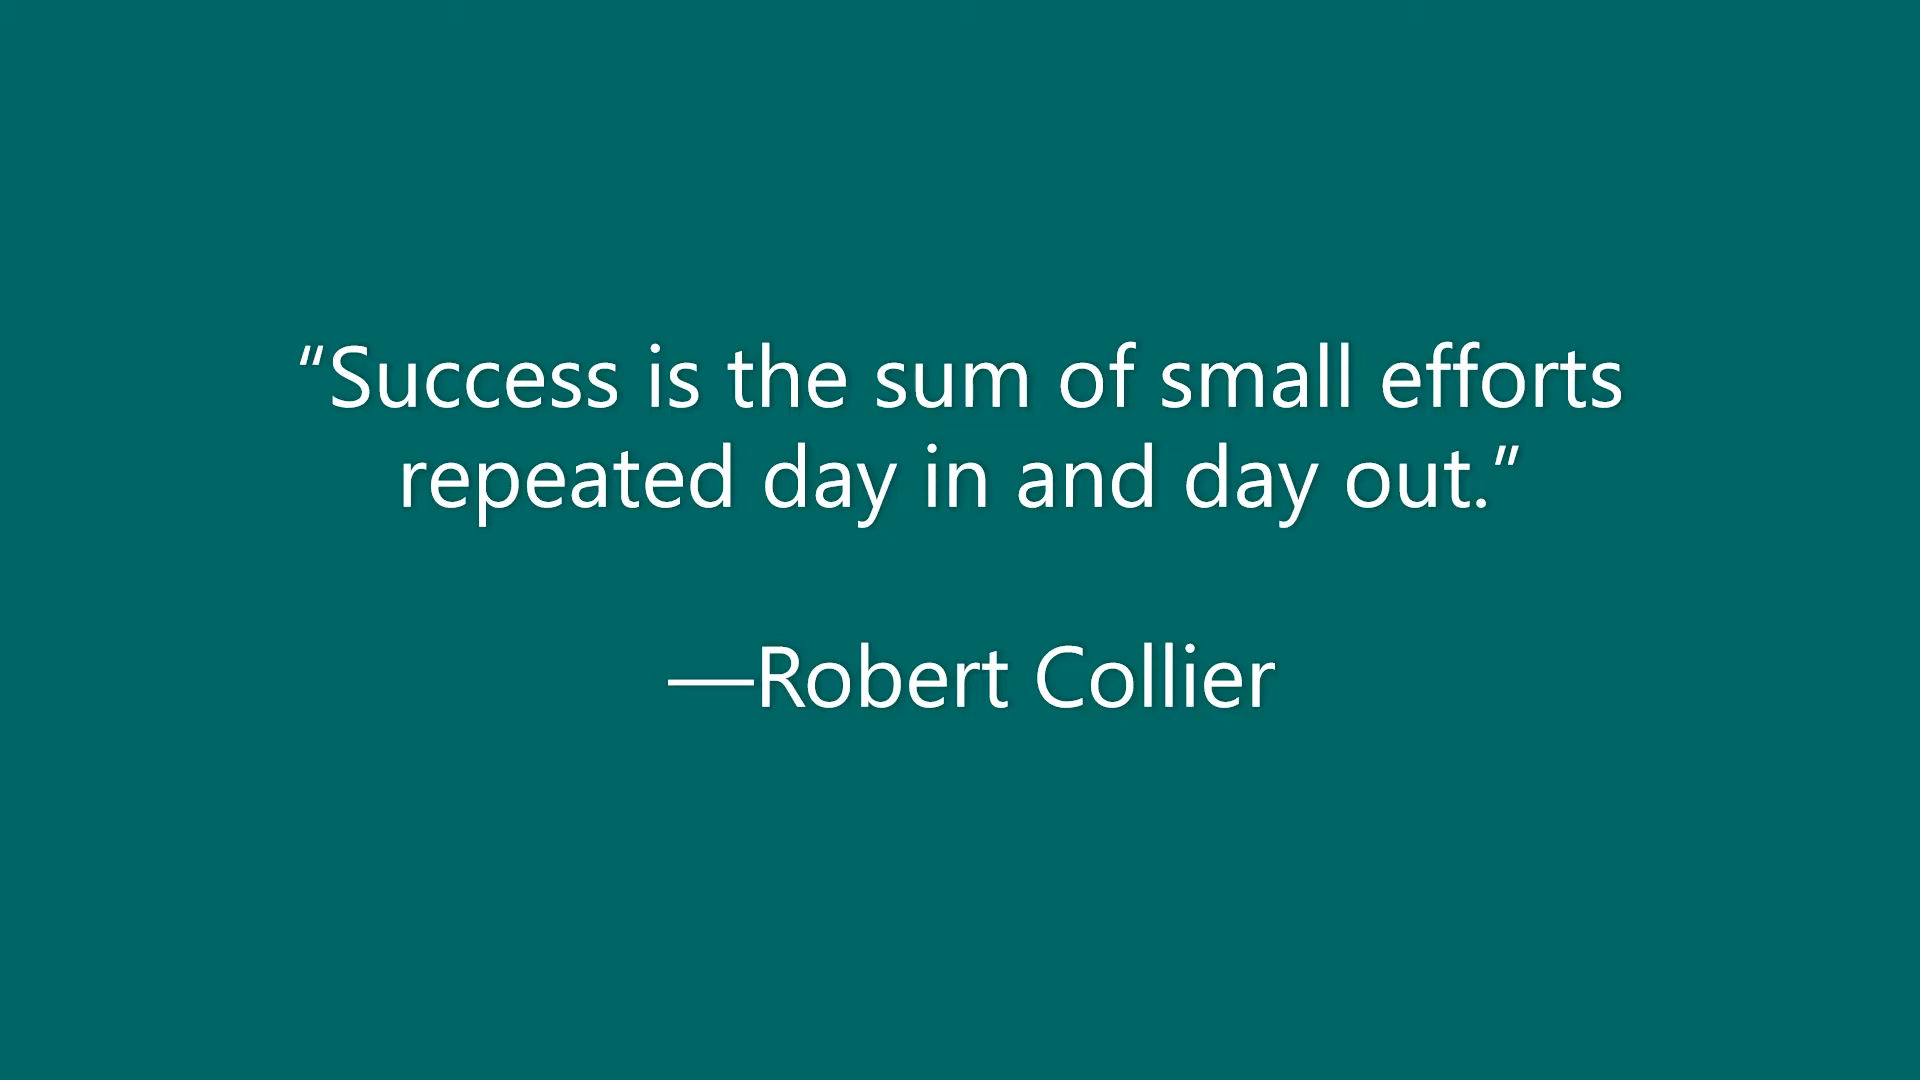 “Success is the sum of small efforts
repeated day in and day out.”
—Robert Collier